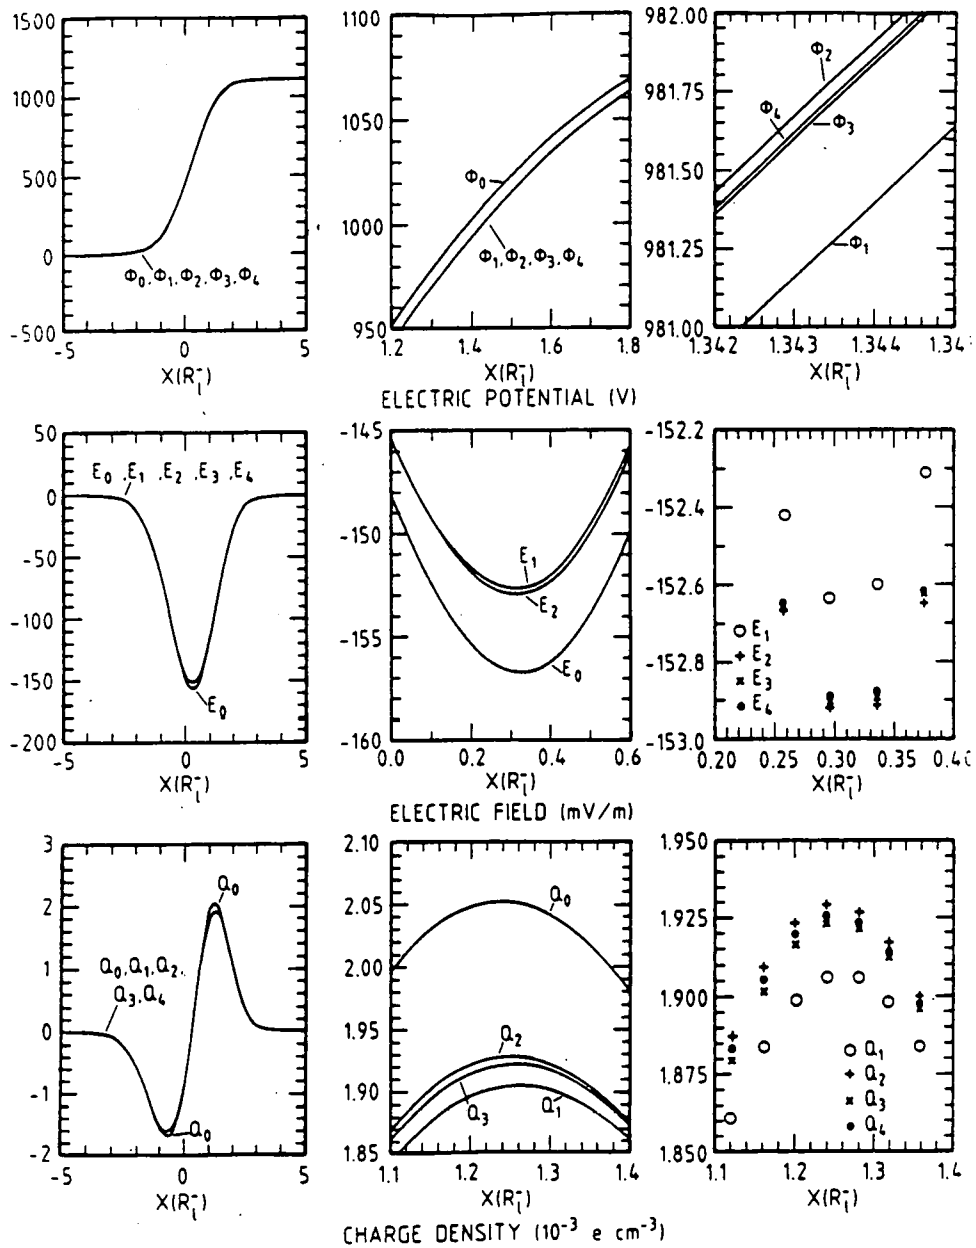 1500
1000
500
0
-500
-5
0
5
X(R_l^-)
Φ0,Φ1,Φ2,Φ3,Φ4
1100
1050
1000
950
1.2
1.4
1.6
1.8
X(R_l^-)
Φ0
Φ1,Φ2,Φ3,Φ4
982.00
981.75
981.50
981.25
981.00
1.342
1.343
1.344
X(R_l^-)
Φ2
Φ4
Φ3
Φ1
ELECTRIC POTENTIAL (V)
50
0
-50
-100
-150
-200
-5
0
5
X(R_l^-)
E0 ,E1 ,E2 ,E3 ,E4
E0
-145
-150
-155
-160
0.0
0.2
0.4
0.6
X(R_l^-)
E1
E2
E0
-152.2
-152.4
-152.6
-152.8
-153.0
0.20
0.25
0.30
0.35
X(R_l^-)
E1
E2
E3
E4
ELECTRIC FIELD (mV/m)
3
2
1
0
-1
-2
-5
0
5
X(R_l^-)
Q0
Q0,Q1,Q2,
Q3,Q4
Q0
2.10
2.05
2.00
1.95
1.90
1.85
1.1
1.2
1.3
1.4
X(R_l^-)
Q0
Q2
Q3
Q1
1.950
1.925
1.900
1.875
1.850
1.1
1.2
1.3
1.4
X(R_l^-)
Q1
Q2
Q3
Q4
CHARGE DENSITY (10^-3 e cm^-3)